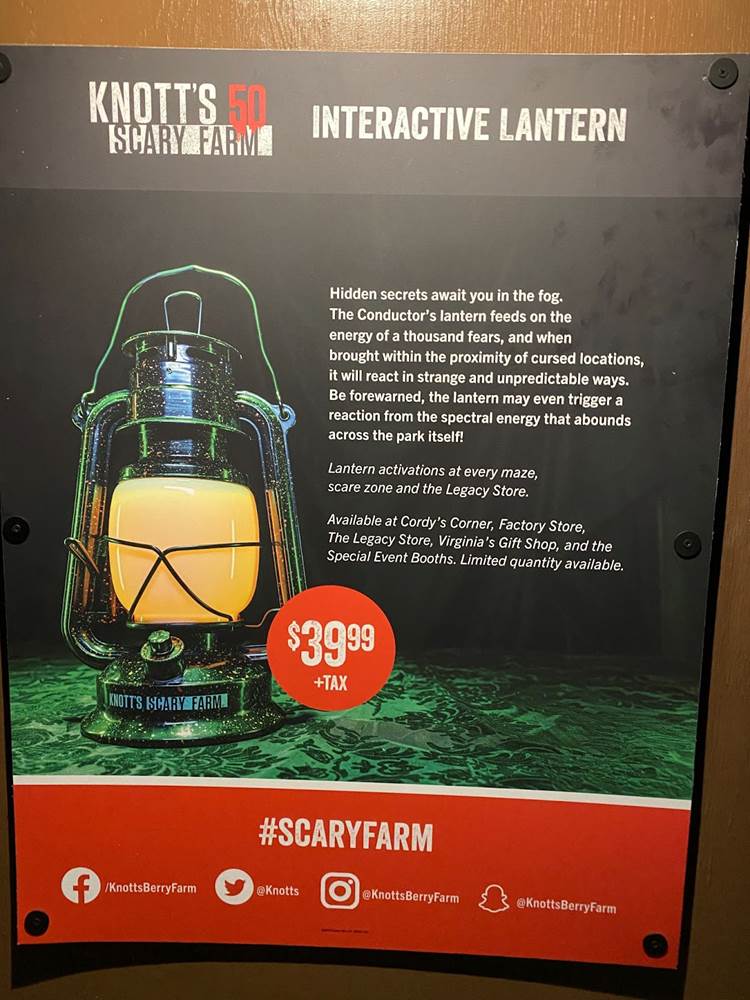 KNOTT'S 50
SCARY FARM
INTERACTIVE LANTERN
Hidden secrets await you in the fog.
The Conductor's lantern feeds on the
energy of a thousand fears, and when
brought within the proximity of cursed locations,
it will react in strange and unpredictable ways.
Be forewarned, the lantern may even trigger a
reaction from the spectral energy that abounds
across the park itself!
Lantern activations at every maze,
scare zone and the Legacy Store.
Available at Cordy's Corner, Factory Store,
The Legacy Store, Virginia's Gift Shop, and the
Special Event Booths. Limited quantity available.
$3999
+TAX
KNOTT'S SCARY FARM
#SCARYFARM
/KnottsBerryFarm
@Knotts
@KnottsBerryFarm
@KnottsBerryFarm